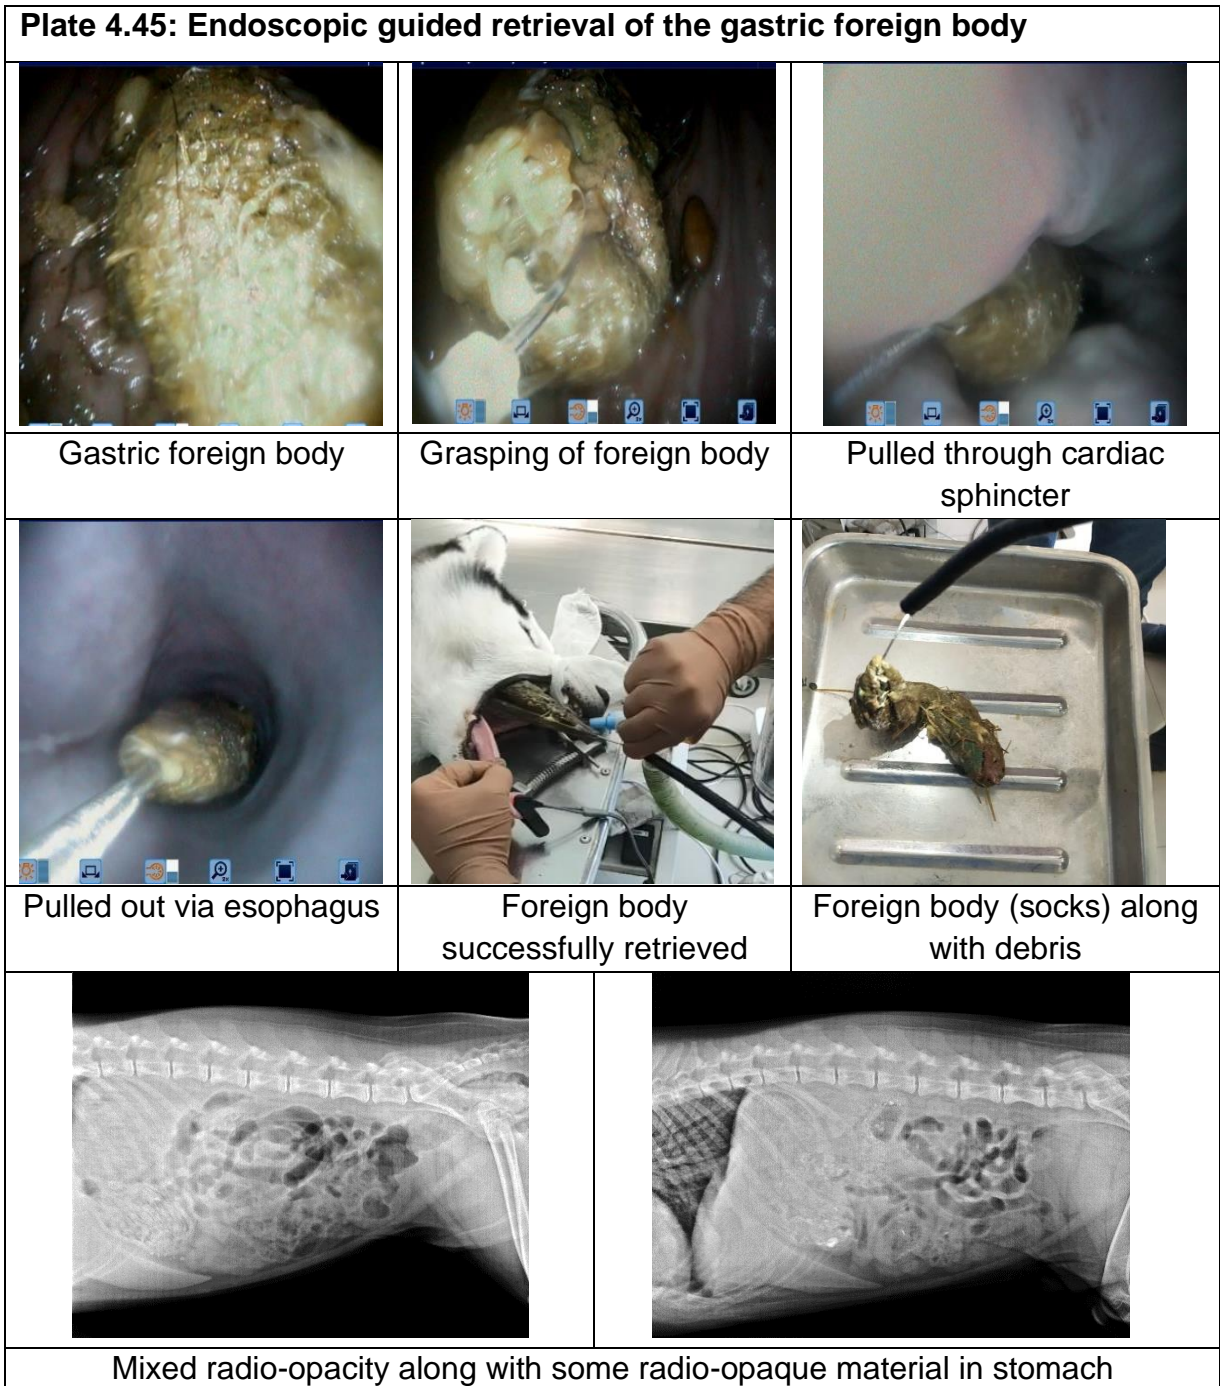 Plate 4.45: Endoscopic guided retrieval of the gastric foreign body
Gastric foreign body
Grasping of foreign body
Pulled through cardiac
sphincter
Pulled out via esophagus
Foreign body
successfully retrieved
Foreign body (socks) along
with debris
Mixed radio-opacity along with some radio-opaque material in stomach